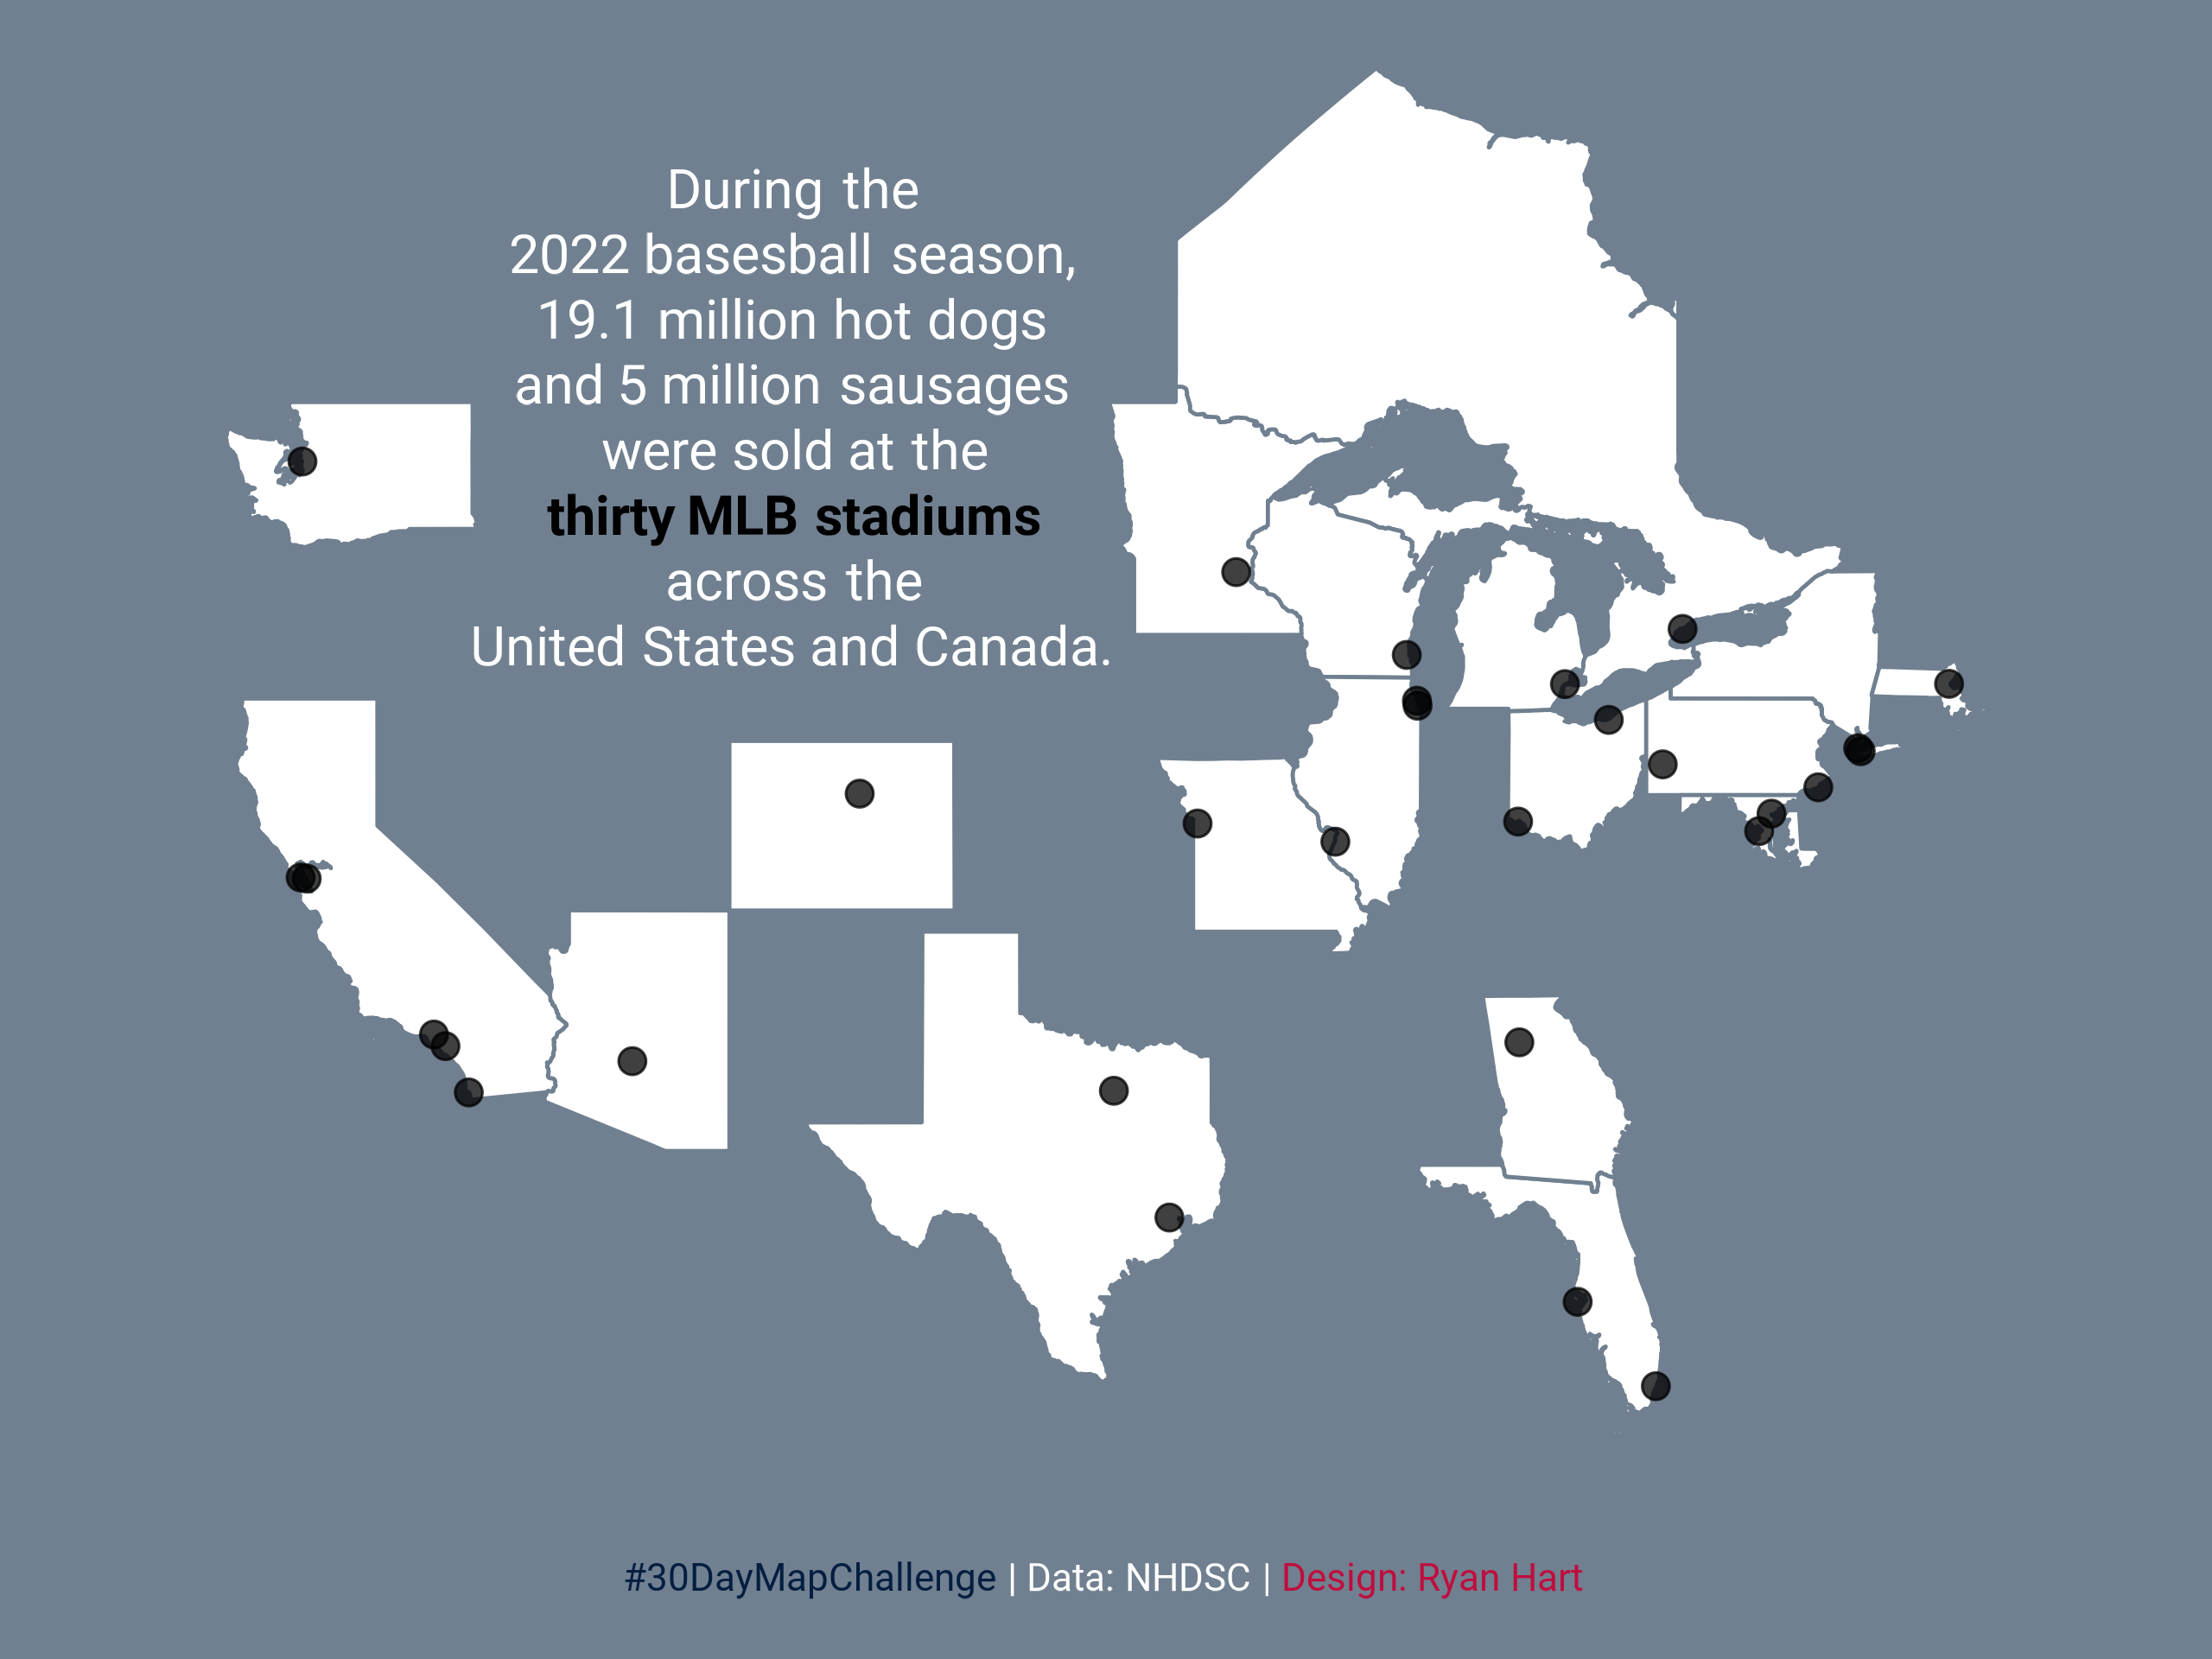 During the
2022 basesball season,
19.1 million hot dogs
and 5 million sausages
were sold at the
thirty MLB stadiums
across the
United States and Canada.
#30DayMapChallenge | Data: NHDSC | Design: Ryan Hart